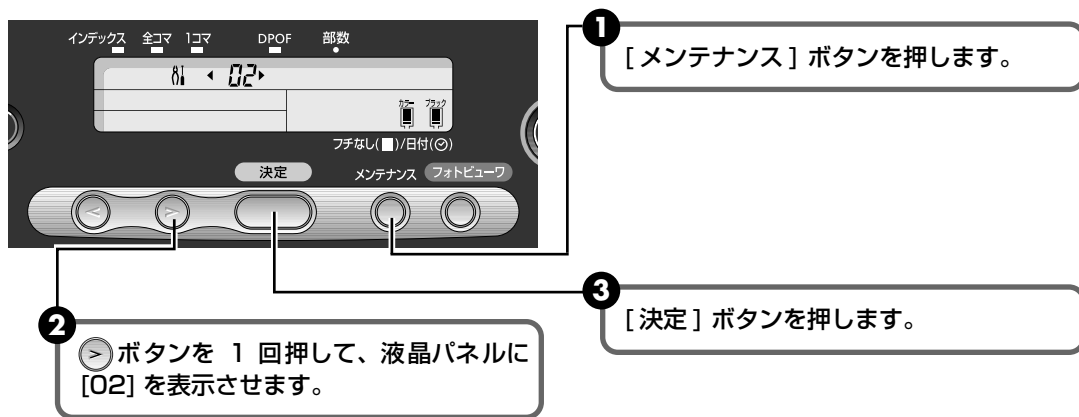 インデックス 全コマ 1コマ DPOF 部数
02
カラー ブラック
フチなし(■)/日付(◷)
決定 メンテナンス フォトビューワ
< >
❶
[メンテナンス] ボタンを押します。
❷
>ボタンを 1 回押して、液晶パネルに
[02] を表示させます。
❸
[決定] ボタンを押します。